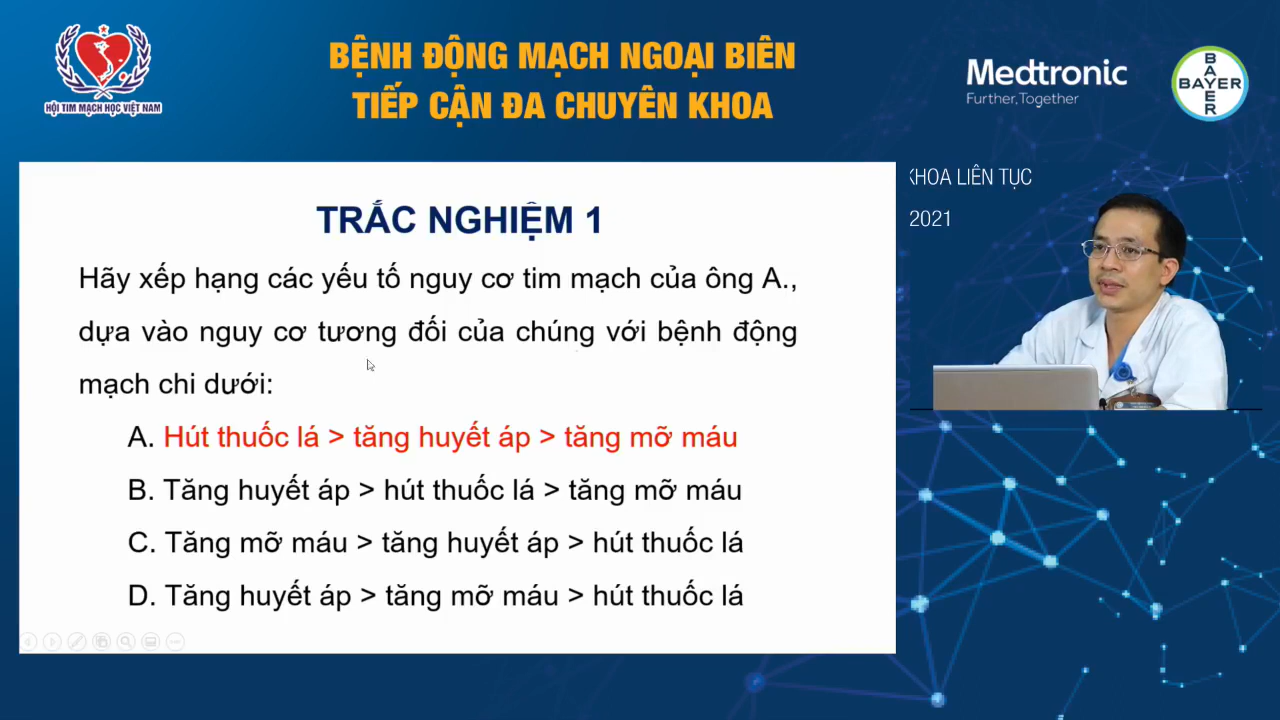 HỘI TIM MẠCH HỌC VIỆT NAM
BỆNH ĐỘNG MẠCH NGOẠI BIÊN
TIẾP CẬN ĐA CHUYÊN KHOA
Medtronic
Further, Together
BAYER
BAYER
KHOA LIÊN TỤC
2021
TRẮC NGHIỆM 1
Hãy xếp hạng các yếu tố nguy cơ tim mạch của ông A.,
dựa vào nguy cơ tương đối của chúng với bệnh động
mạch chi dưới:
A. Hút thuốc lá > tăng huyết áp > tăng mỡ máu
B. Tăng huyết áp > hút thuốc lá > tăng mỡ máu
C. Tăng mỡ máu > tăng huyết áp > hút thuốc lá
D. Tăng huyết áp > tăng mỡ máu > hút thuốc lá